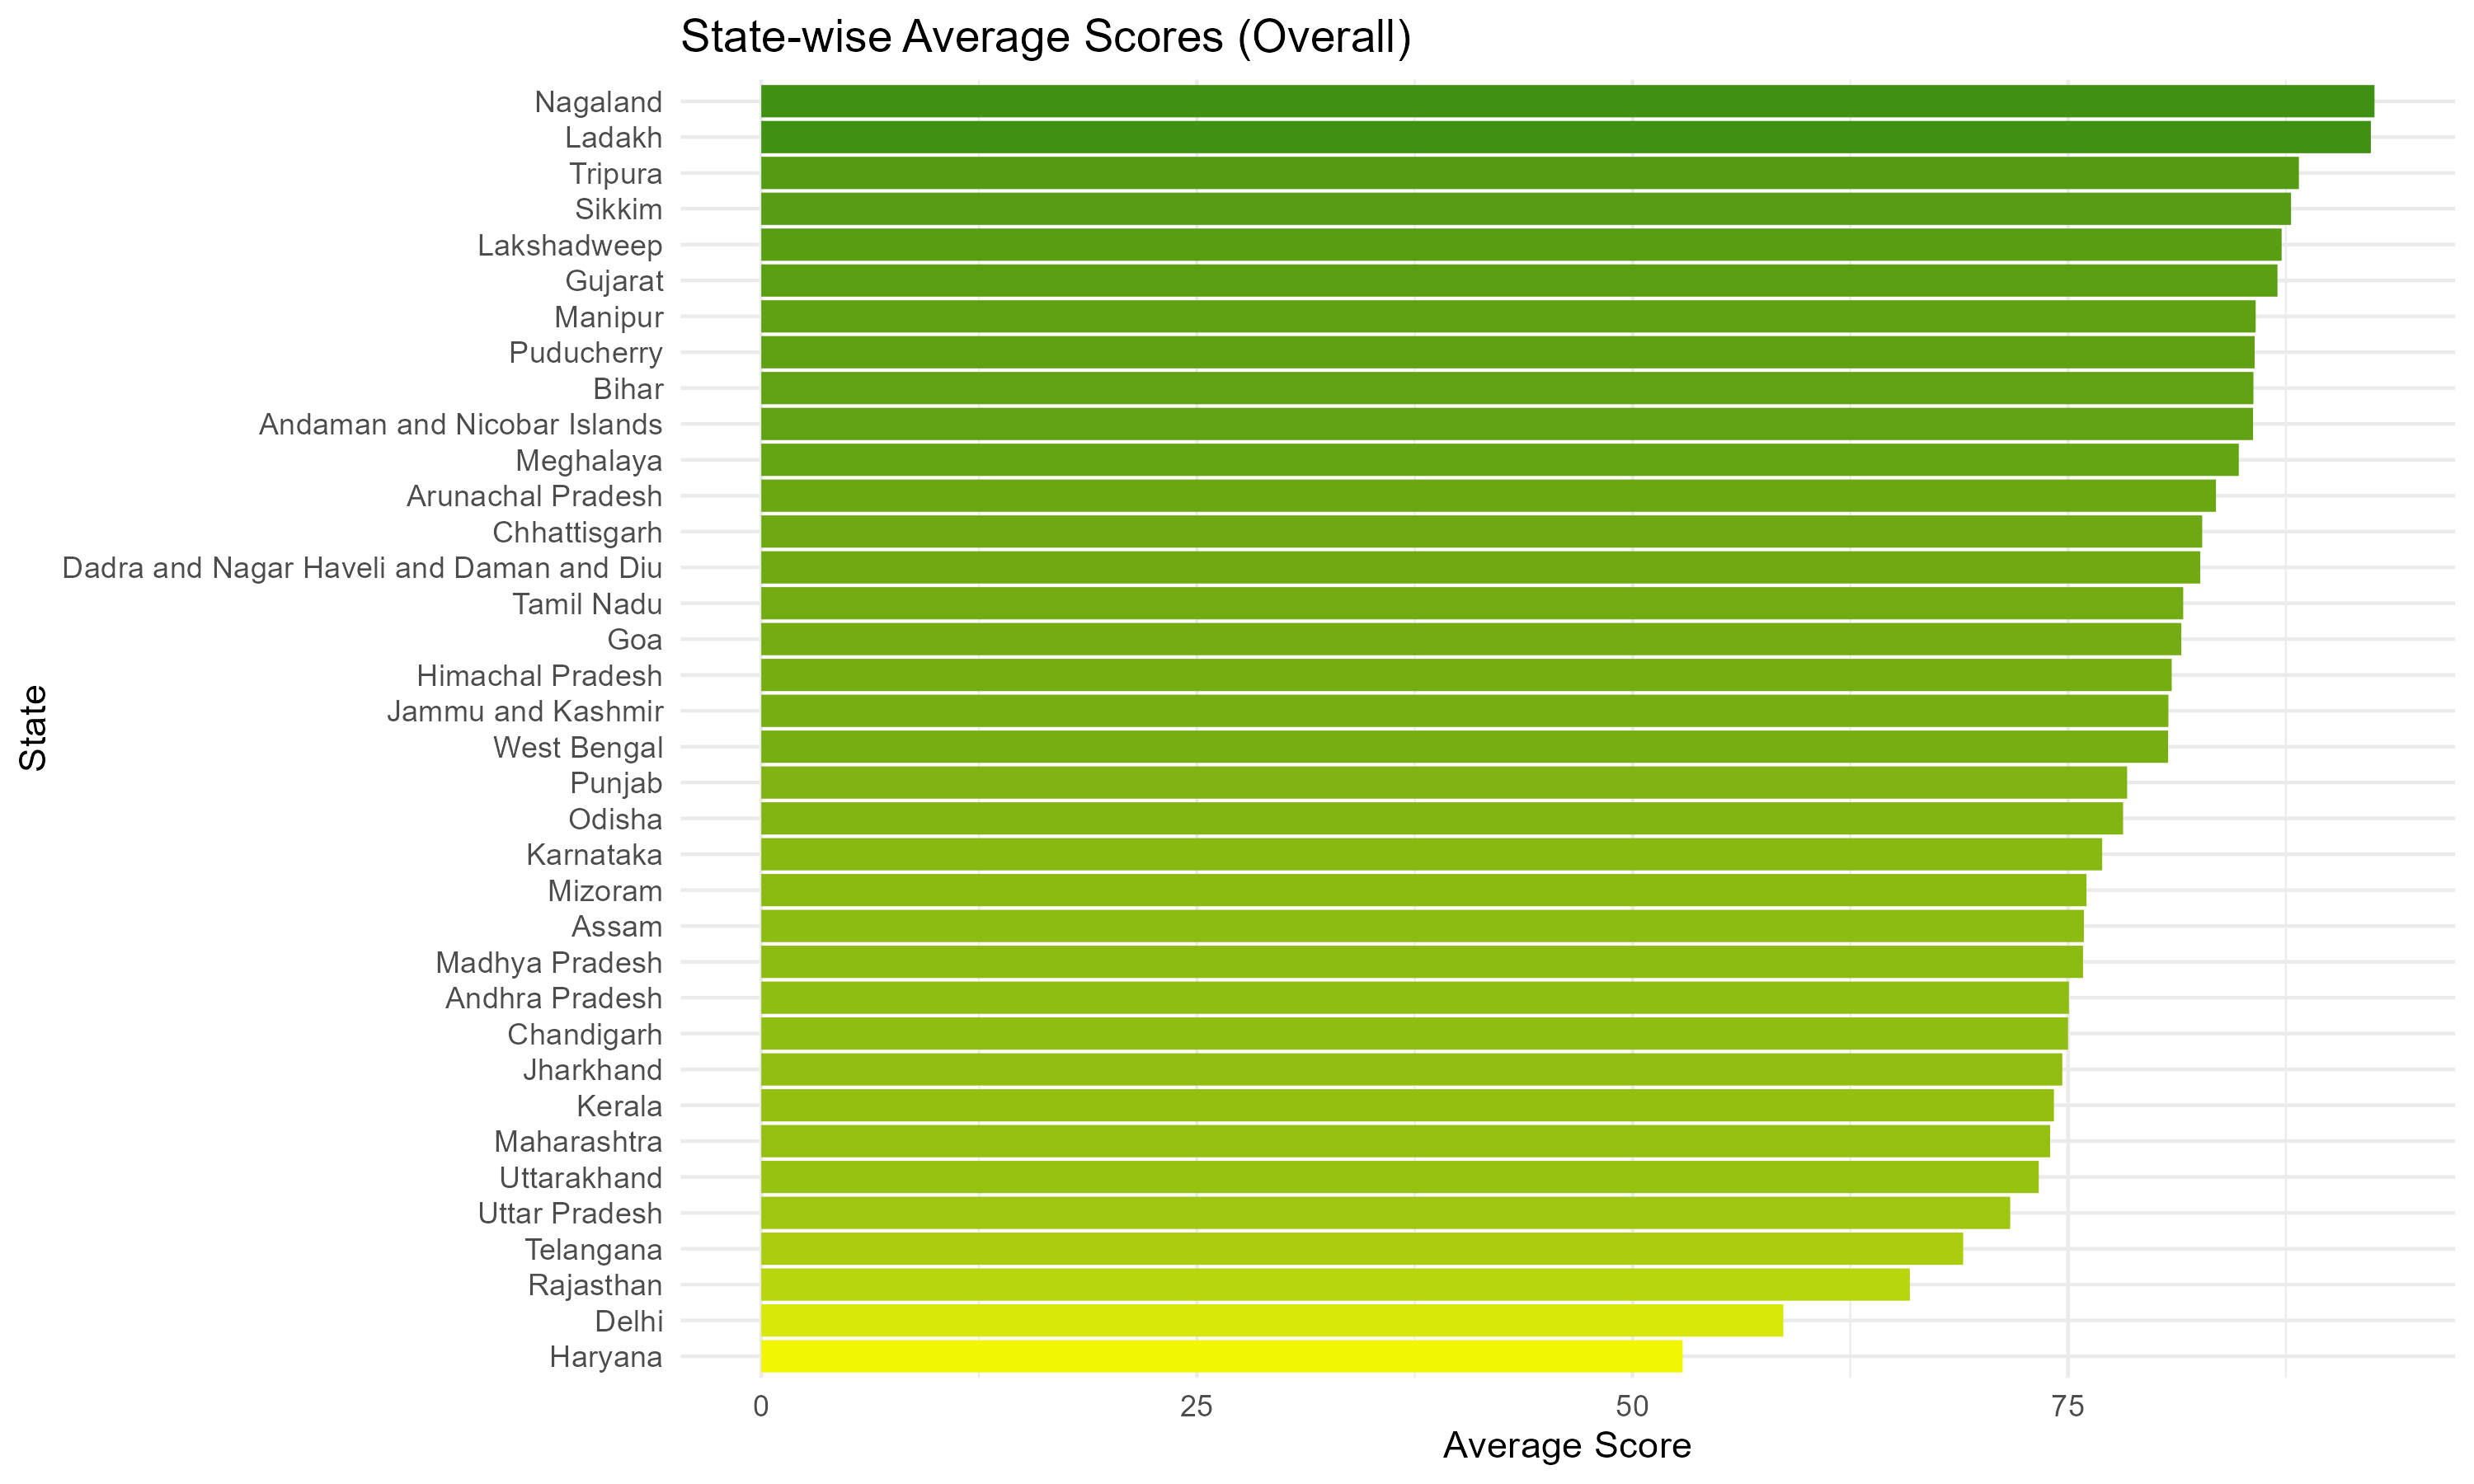 State-wise Average Scores (Overall)
State
Nagaland
Ladakh
Tripura
Sikkim
Lakshadweep
Gujarat
Manipur
Puducherry
Bihar
Andaman and Nicobar Islands
Meghalaya
Arunachal Pradesh
Chhattisgarh
Dadra and Nagar Haveli and Daman and Diu
Tamil Nadu
Goa
Himachal Pradesh
Jammu and Kashmir
West Bengal
Punjab
Odisha
Karnataka
Mizoram
Assam
Madhya Pradesh
Andhra Pradesh
Chandigarh
Jharkhand
Kerala
Maharashtra
Uttarakhand
Uttar Pradesh
Telangana
Rajasthan
Delhi
Haryana
0 25 50 75
Average Score